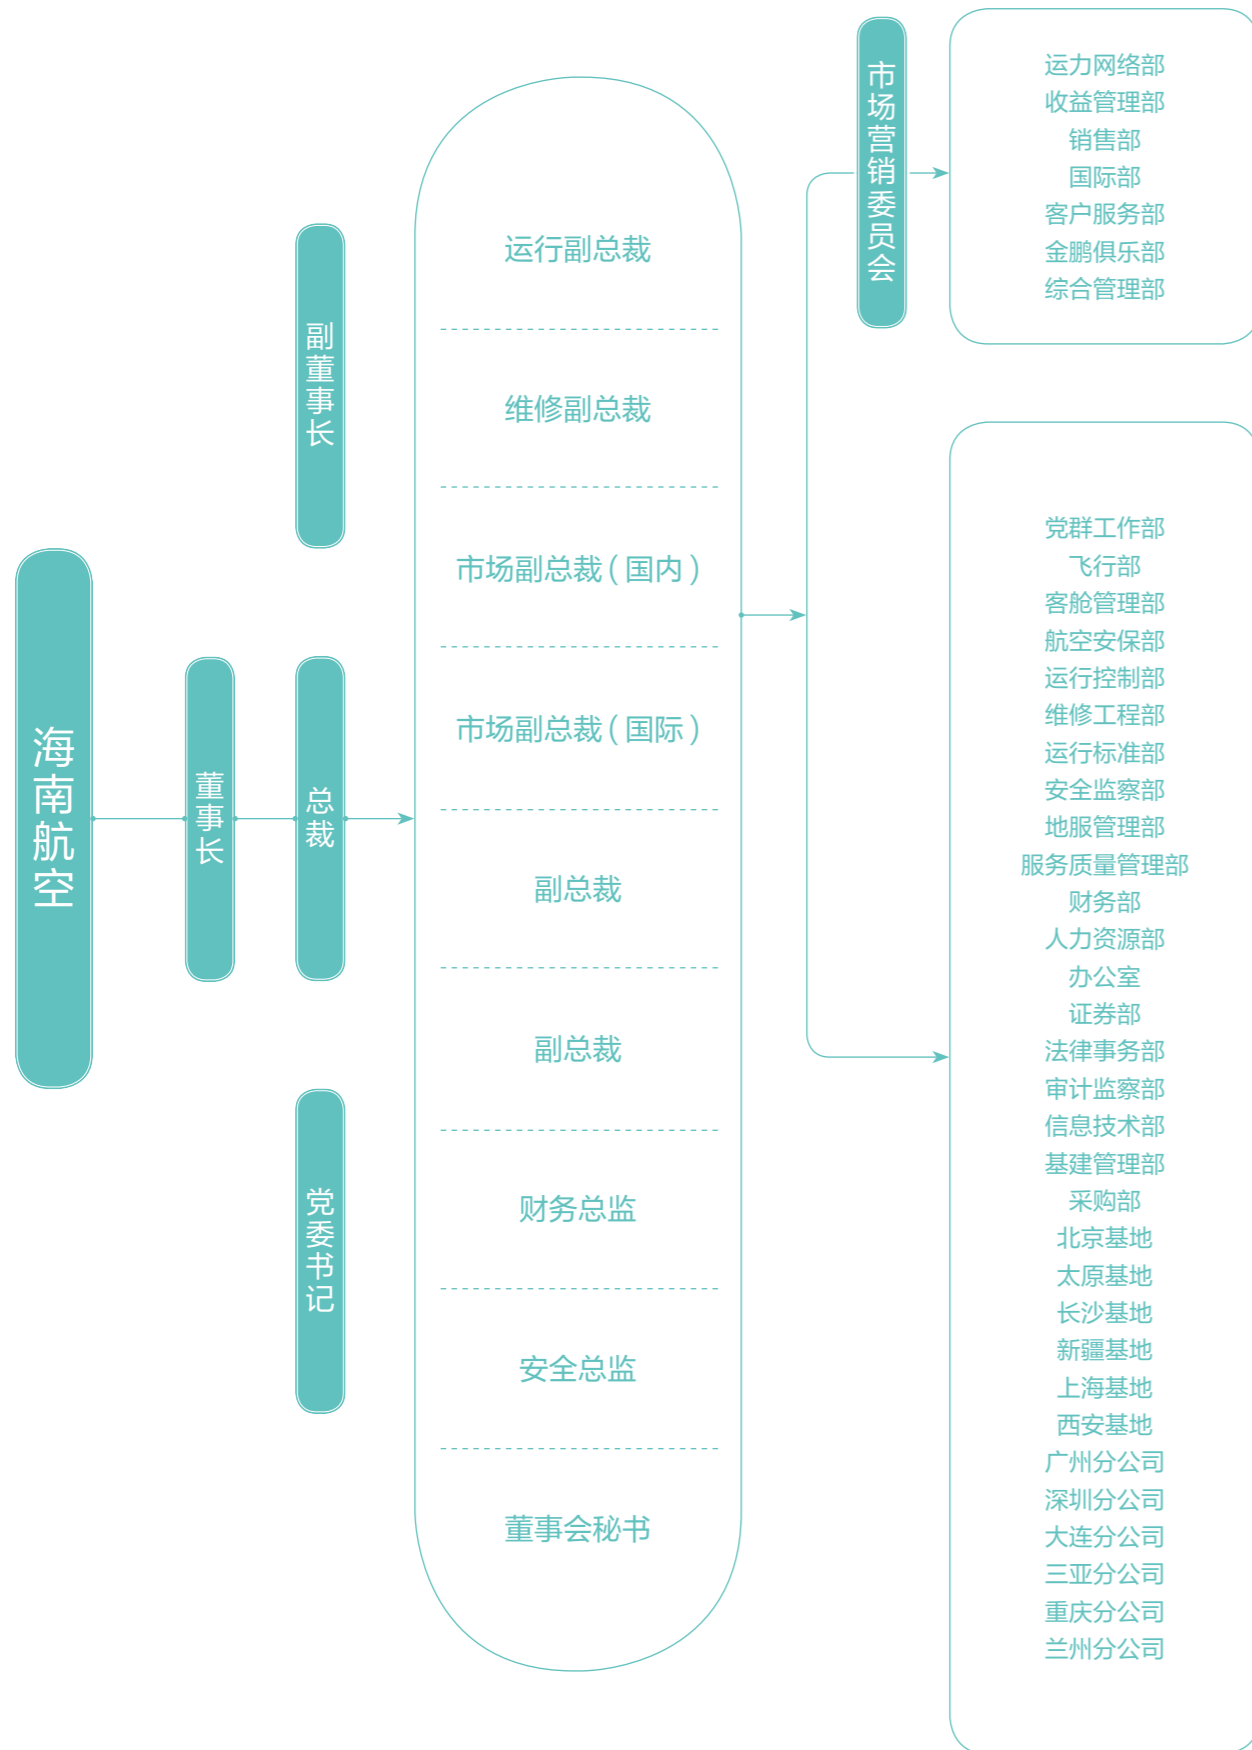 海南航空
董事长
副董事长
总裁
党委书记
运行副总裁
维修副总裁
市场副总裁(国内)
市场副总裁(国际)
副总裁
副总裁
财务总监
安全总监
董事会秘书
市场营销委员会
运力网络部
收益管理部
销售部
国际部
客户服务部
金鹏俱乐部
综合管理部
党群工作部
飞行部
客舱管理部
航空安保部
运行控制部
维修工程部
运行标准部
安全监察部
地服管理部
服务质量管理部
财务部
人力资源部
办公室
证券部
法律事务部
审计监察部
信息技术部
基建管理部
采购部
北京基地
太原基地
长沙基地
新疆基地
上海基地
西安基地
广州分公司
深圳分公司
大连分公司
三亚分公司
重庆分公司
兰州分公司